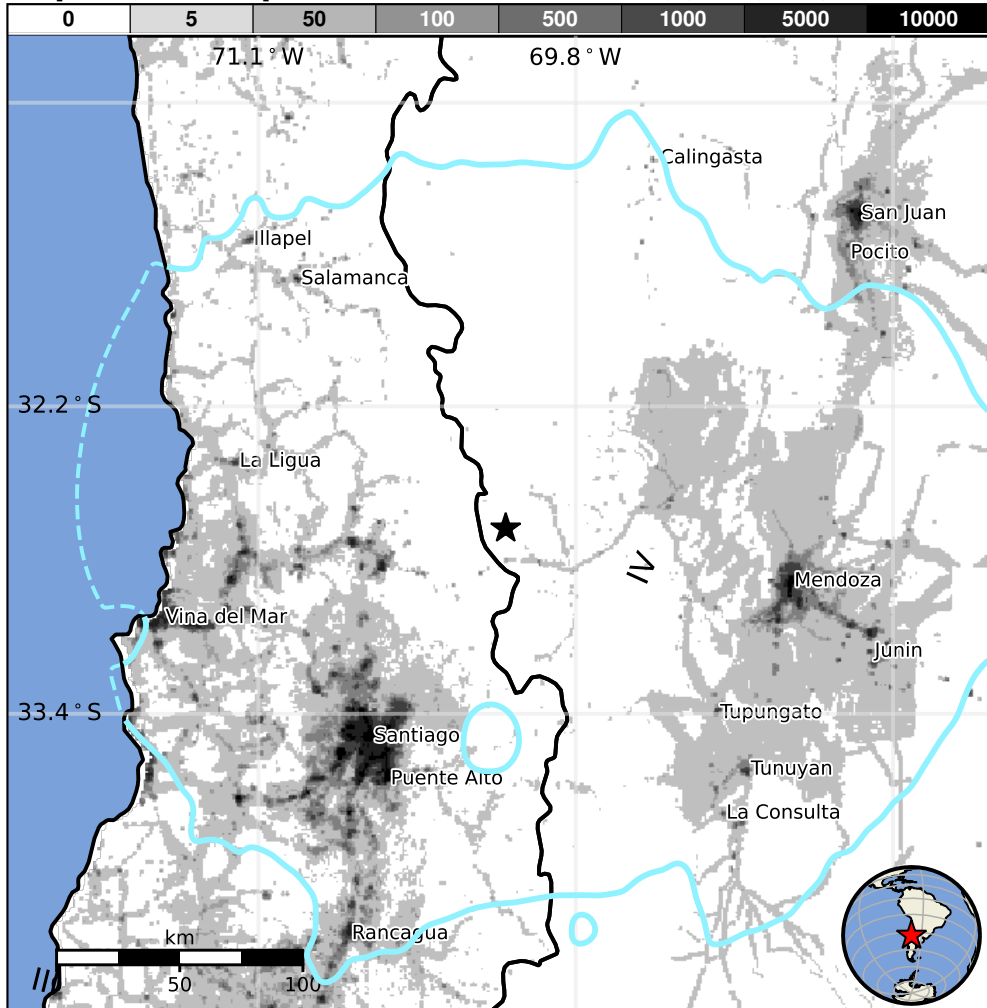 0 5 50 100 500 1000 5000 10000
71.1°W 69.8°W
Calingasta
San Juan
Illapel
Pocito
Salamanca
32.2°S
La Ligua
IV
Mendoza
Vina del Mar
Junin
33.4°S
Tupungato
Santiago
Tunuyan
Puente Alto
La Consulta
Rancagua
km
50 100